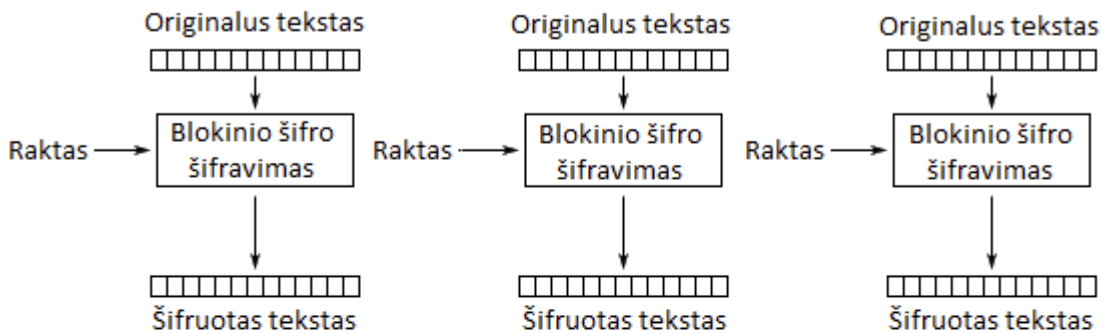 Originalus tekstas
Originalus tekstas
Originalus tekstas
Raktas
Blokinio šifro
šifravimas
Raktas
Blokinio šifro
šifravimas
Raktas
Blokinio šifro
šifravimas
Šifruotas tekstas
Šifruotas tekstas
Šifruotas tekstas